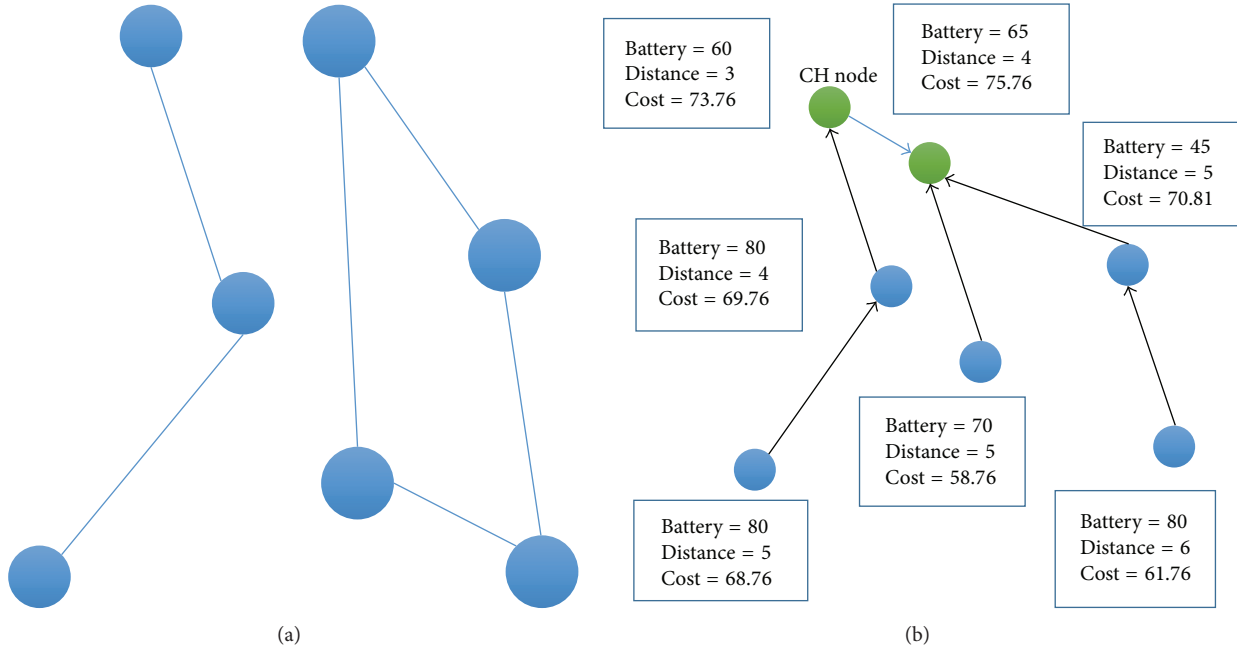 Battery = 60
Distance = 3
Cost = 73.76
CH node
Battery = 65
Distance = 4
Cost = 75.76
Battery = 45
Distance = 5
Cost = 70.81
Battery = 80
Distance = 4
Cost = 69.76
Battery = 70
Distance = 5
Cost = 58.76
Battery = 80
Distance = 5
Cost = 68.76
Battery = 80
Distance = 6
Cost = 61.76
(a)
(b)